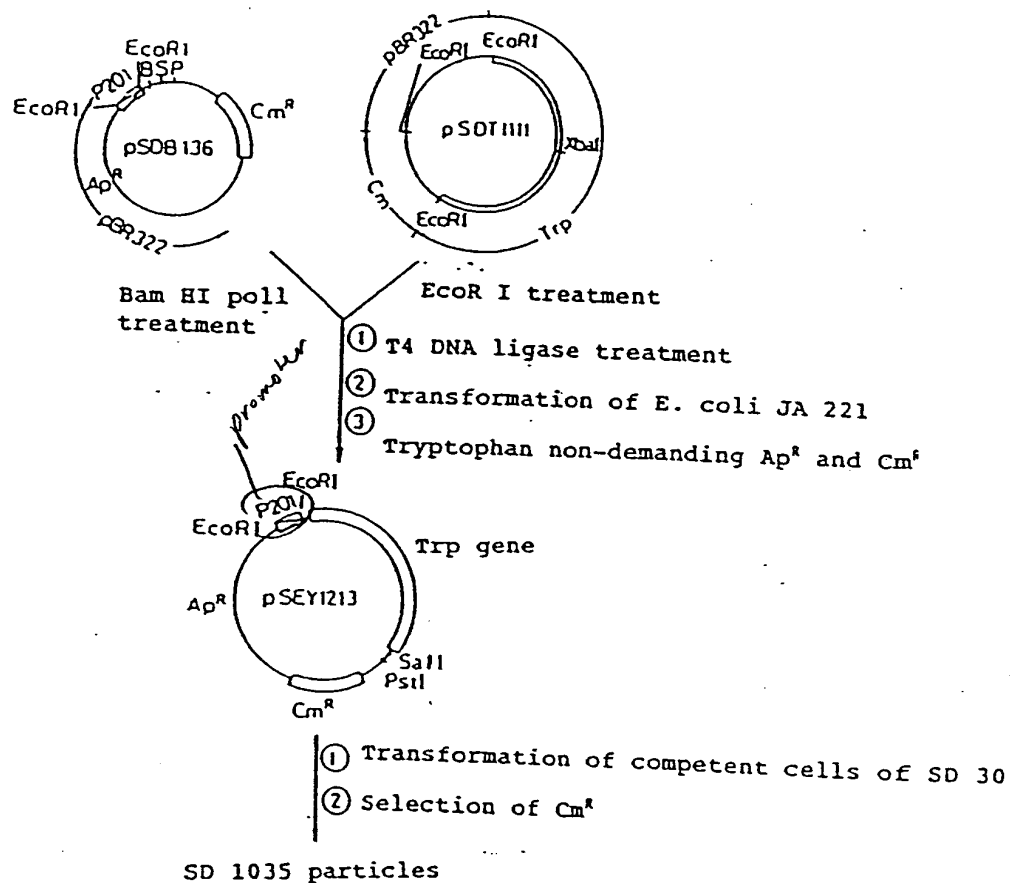 EcoR1
P201
BSP
EcoR1
CmR
pSDB136
ApR
pBR322
pBR322
EcoR1
EcoR1
pSDT1111
XbaI
Cm
EcoR1
Trp
Bam HI poll
treatment
EcoR I treatment
① T4 DNA ligase treatment
② Transformation of E. coli JA 221
③ Tryptophan non-demanding ApR and CmR
promoter
EcoR1
P201
EcoR1
Trp gene
ApR
pSEY1213
Sal1
PstI
CmR
① Transformation of competent cells of SD 30
② Selection of CmR
SD 1035 particles